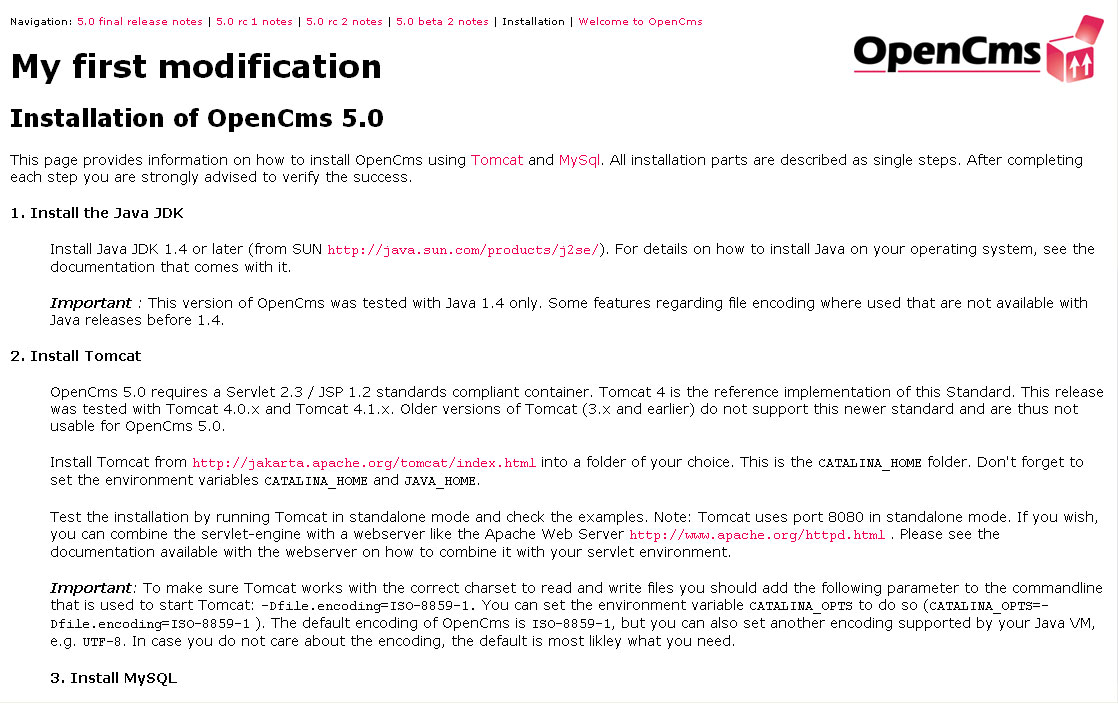 Navigation: 5.0 final release notes | 5.0 rc 1 notes | 5.0 rc 2 notes | 5.0 beta 2 notes | Installation | Welcome to OpenCms
OpenCms
My first modification
Installation of OpenCms 5.0
This page provides information on how to install OpenCms using Tomcat and MySql. All installation parts are described as single steps. After completing
each step you are strongly advised to verify the success.
1. Install the Java JDK
Install Java JDK 1.4 or later (from SUN http://java.sun.com/products/j2se/). For details on how to install Java on your operating system, see the
documentation that comes with it.
Important : This version of OpenCms was tested with Java 1.4 only. Some features regarding file encoding where used that are not available with
Java releases before 1.4.
2. Install Tomcat
OpenCms 5.0 requires a Servlet 2.3 / JSP 1.2 standards compliant container. Tomcat 4 is the reference implementation of this Standard. This release
was tested with Tomcat 4.0.x and Tomcat 4.1.x. Older versions of Tomcat (3.x and earlier) do not support this newer standard and are thus not
usable for OpenCms 5.0.
Install Tomcat from http://jakarta.apache.org/tomcat/index.html into a folder of your choice. This is the CATALINA_HOME folder. Don't forget to
set the environment variables CATALINA_HOME and JAVA_HOME.
Test the installation by running Tomcat in standalone mode and check the examples. Note: Tomcat uses port 8080 in standalone mode. If you wish,
you can combine the servlet-engine with a webserver like the Apache Web Server http://www.apache.org/httpd.html . Please see the
documentation available with the webserver on how to combine it with your servlet environment.
Important: To make sure Tomcat works with the correct charset to read and write files you should add the following parameter to the commandline
that is used to start Tomcat: -Dfile.encoding=ISO-8859-1. You can set the environment variable CATALINA_OPTS to do so (CATALINA_OPTS=-
Dfile.encoding=ISO-8859-1 ). The default encoding of OpenCms is ISO-8859-1, but you can also set another encoding supported by your Java VM,
e.g. UTF-8. In case you do not care about the encoding, the default is most likley what you need.
3. Install MySQL